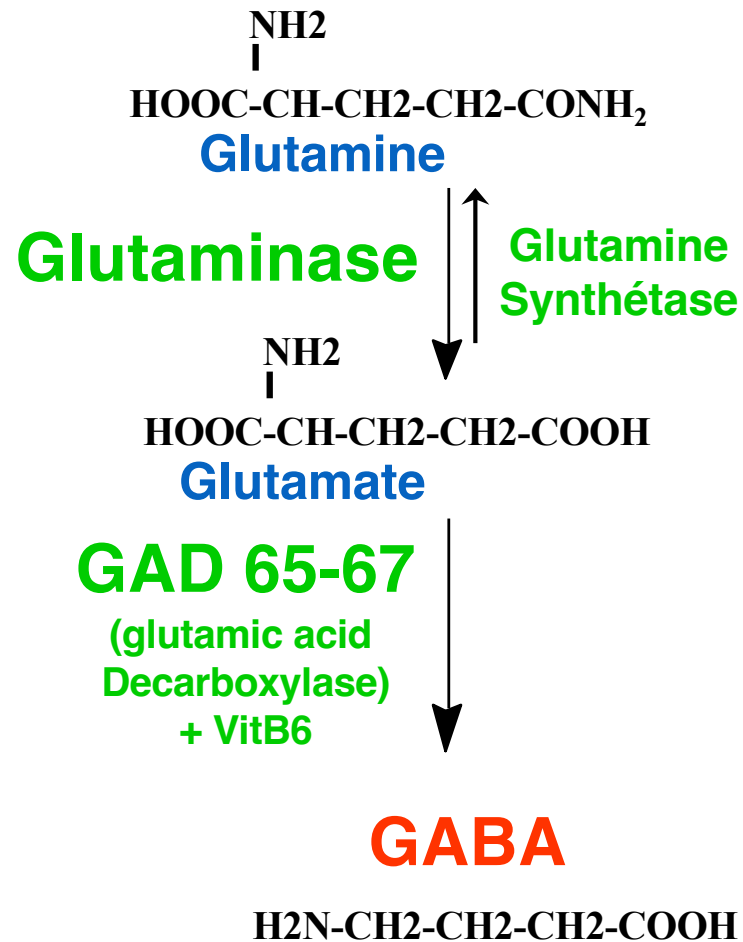 NH2
HOOC-CH-CH2-CH2-CONH₂
Glutamine
Glutaminase
Glutamine
Synthétase
NH2
HOOC-CH-CH2-CH2-COOH
Glutamate
GAD 65-67
(glutamic acid
Decarboxylase)
+ VitB6
GABA
H2N-CH2-CH2-CH2-COOH